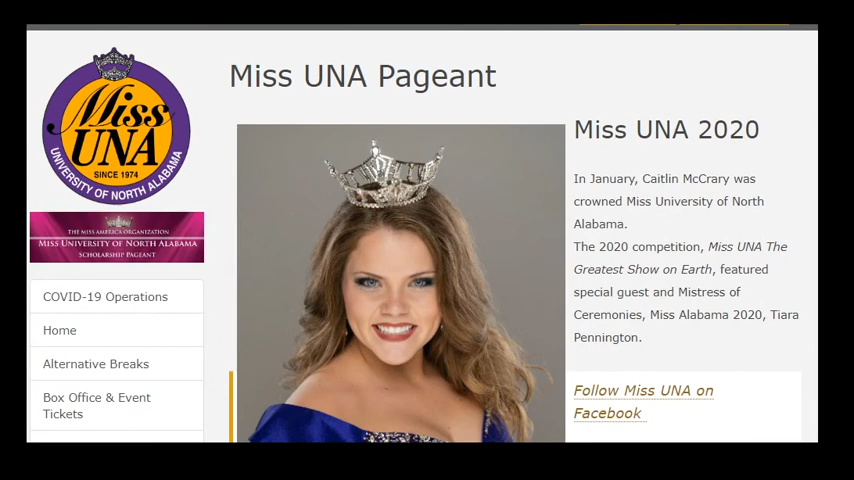 Miss UNA Pageant
Miss
UNA
SINCE 1974
UNIVERSITY OF NORTH ALABAMA
THE MISS AMERICA ORGANIZATION
MISS UNIVERSITY OF NORTH ALABAMA
SCHOLARSHIP PAGEANT
COVID-19 Operations
Home
Alternative Breaks
Box Office & Event
Tickets
Miss UNA 2020
In January, Caitlin McCrary was
crowned Miss University of North
Alabama.
The 2020 competition, Miss UNA The
Greatest Show on Earth, featured
special guest and Mistress of
Ceremonies, Miss Alabama 2020, Tiara
Pennington.
Follow Miss UNA on
Facebook